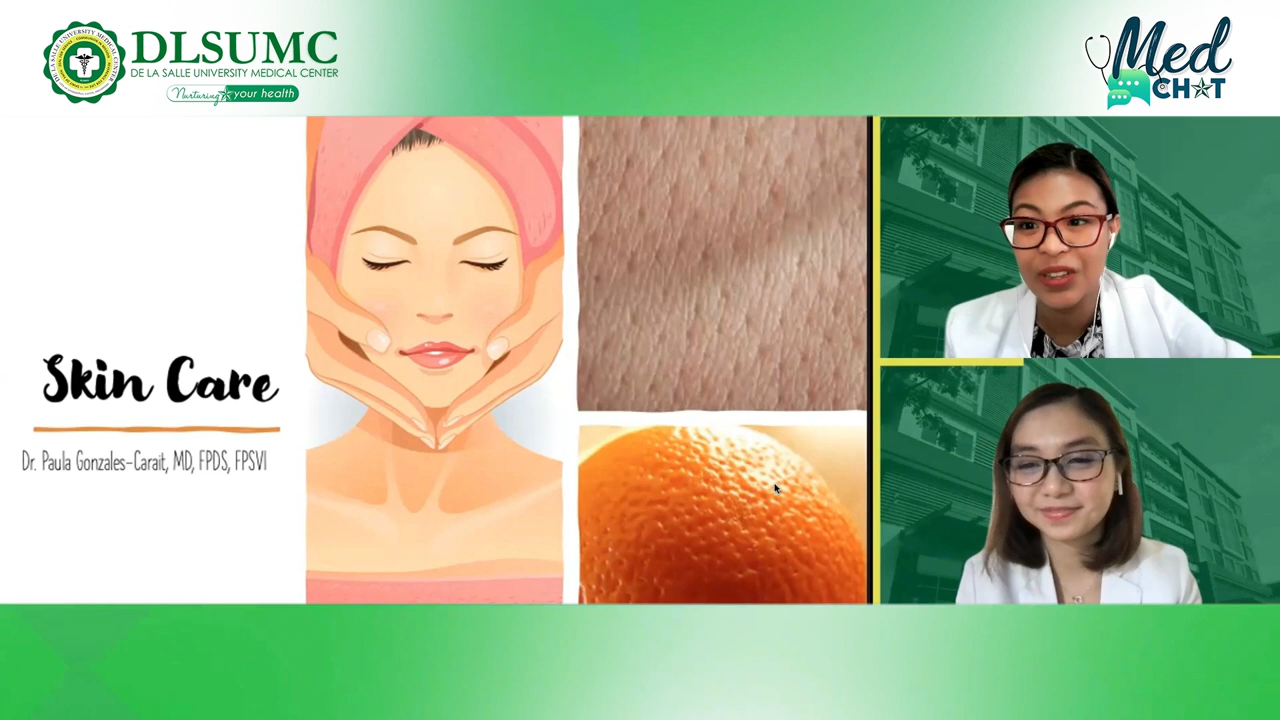 DLSUMC
DE LA SALLE UNIVERSITY MEDICAL CENTER
Nurturing your health
Med
CHAT
Skin Care
Dr. Paula Gonzales-Carait, MD, FPDS, FPSVI